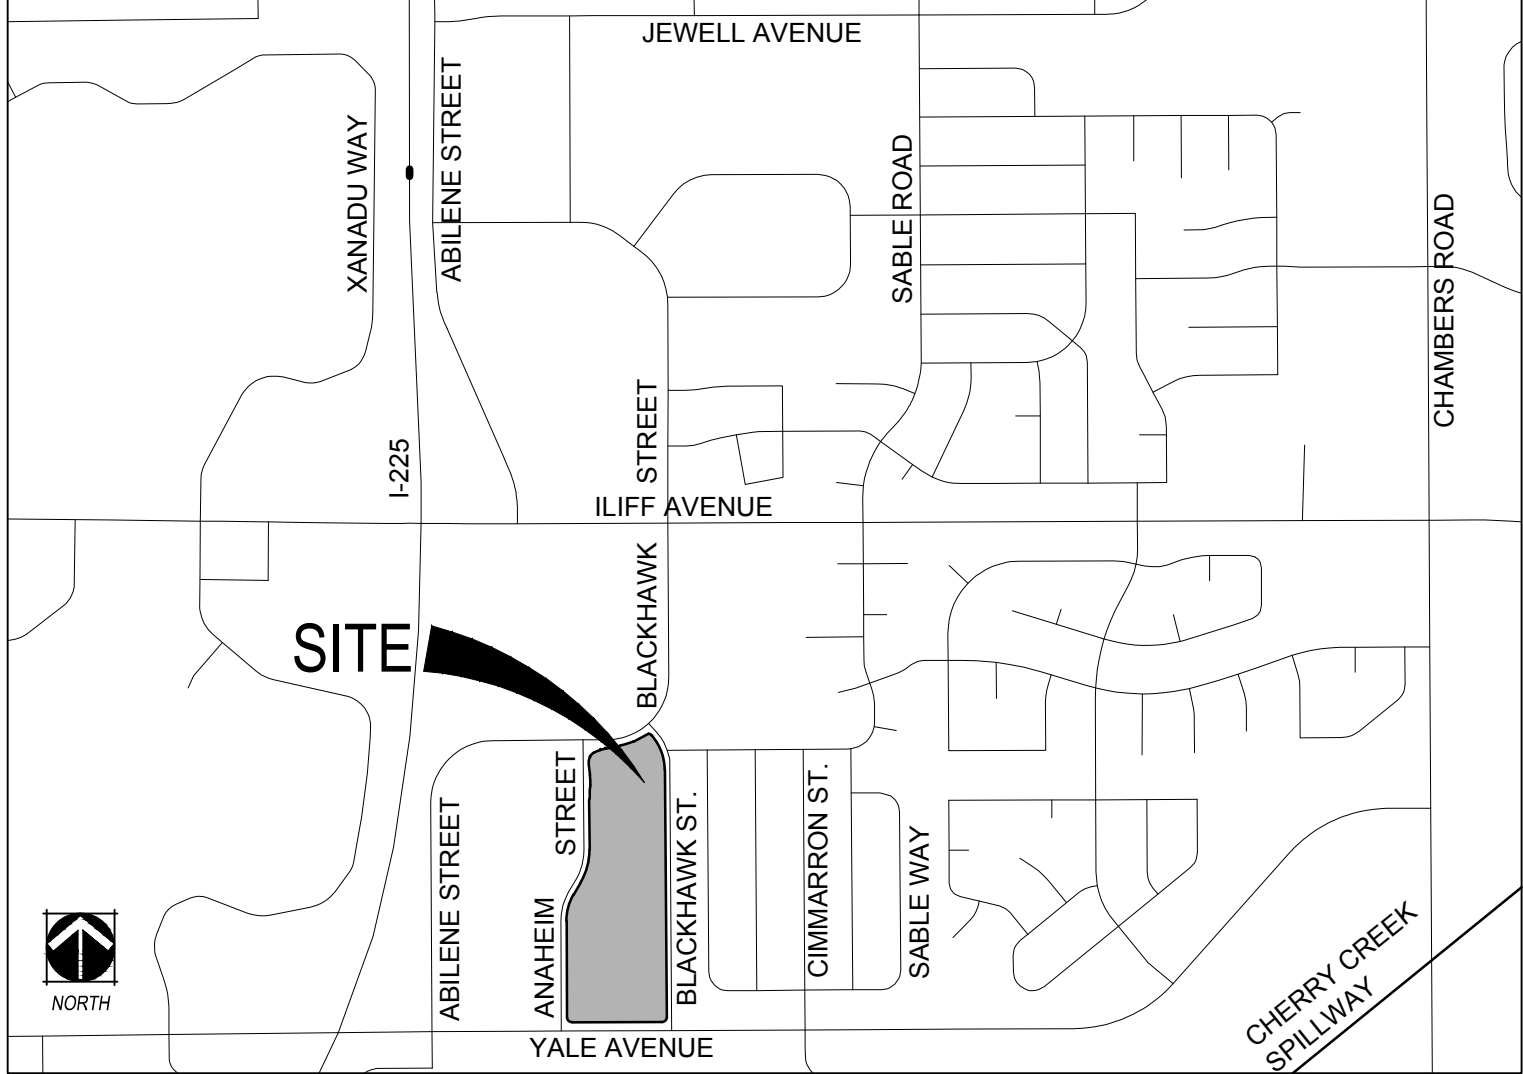 JEWELL AVENUE
XANADU WAY
ABILENE STREET
SABLE ROAD
CHAMBERS ROAD
I-225
STREET
ILIFF AVENUE
BLACKHAWK
SITE
STREET
ANAHEIM
ABILENE STREET
BLACKHAWK ST.
CIMMARRON ST.
SABLE WAY
NORTH
YALE AVENUE
CHERRY CREEK
SPILLWAY